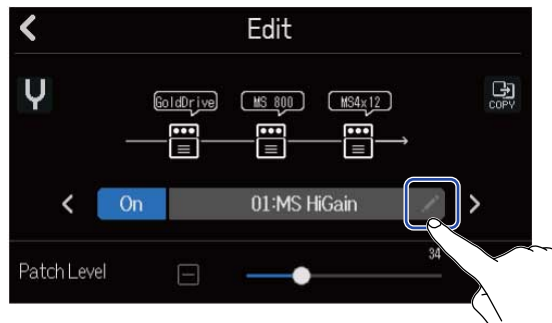 Edit
GoldDrive MS 800 MS4x12
COPY
On 01:MS HiGain
34
Patch Level